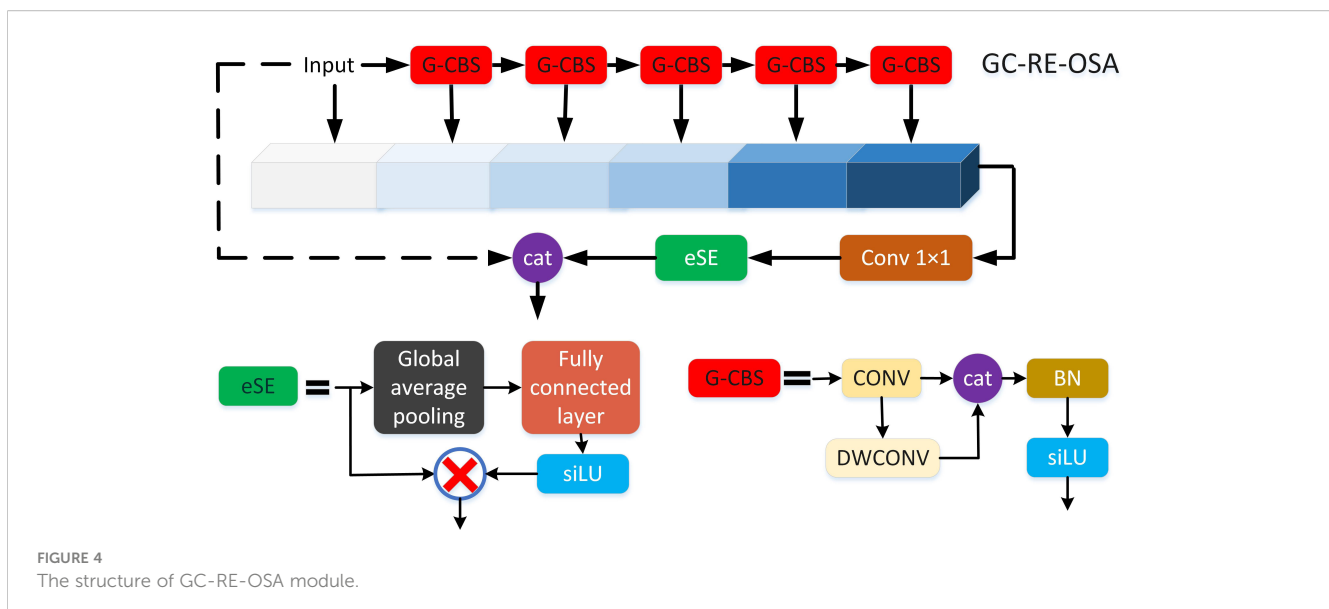 Input G-CBS G-CBS G-CBS G-CBS G-CBS GC-RE-OSA
cat eSE Conv 1×1
eSE
Global
average
pooling
Fully
connected
layer
siLU
G-CBS CONV cat BN
DWCONV siLU
FIGURE 4
The structure of GC-RE-OSA module.